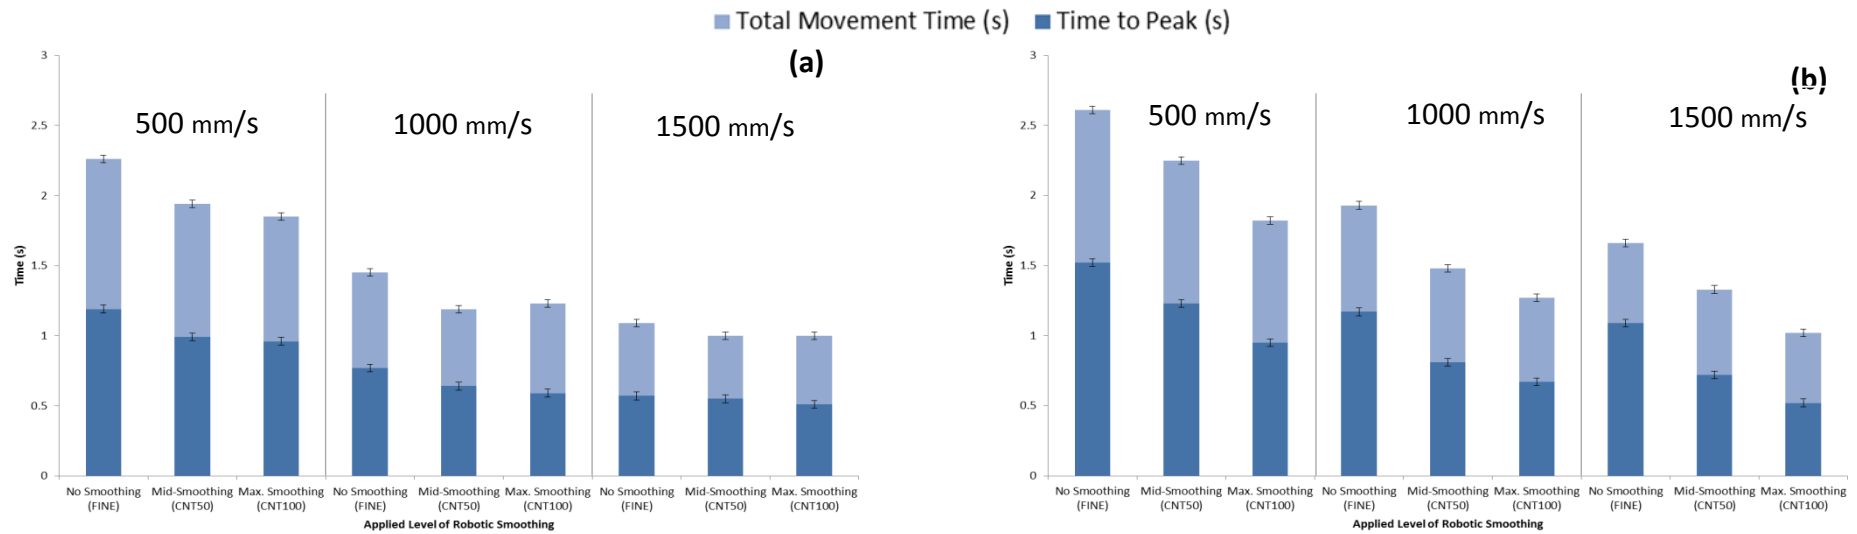 Total Movement Time (s) Time to Peak (s)
(a)
3
2.5
2
1.5
1
0.5
0
Time (s)
500 mm/s
1000 mm/s
1500 mm/s
No Smoothing
(FINE)
Mid-Smoothing
(CNT50)
Max. Smoothing
(CNT100)
No Smoothing
(FINE)
Mid-Smoothing
(CNT50)
Max. Smoothing
(CNT100)
No Smoothing
(FINE)
Mid-Smoothing
(CNT50)
Max. Smoothing
(CNT100)
Applied Level of Robotic Smoothing
(b)
3
2.5
2
1.5
1
0.5
0
Time (s)
500 mm/s
1000 mm/s
1500 mm/s
No Smoothing
(FINE)
Mid-Smoothing
(CNT50)
Max. Smoothing
(CNT100)
No Smoothing
(FINE)
Mid-Smoothing
(CNT50)
Max. Smoothing
(CNT100)
No Smoothing
(FINE)
Mid-Smoothing
(CNT50)
Max. Smoothing
(CNT100)
Applied Level of Robotic Smoothing